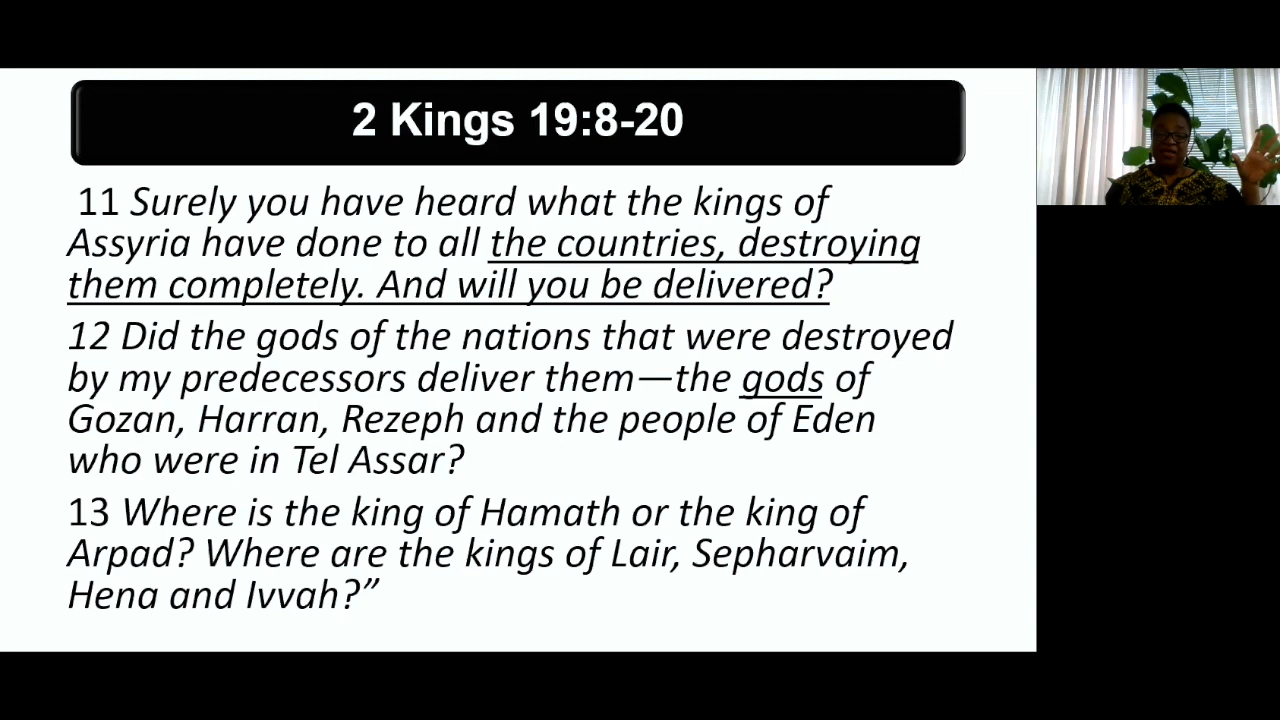 2 Kings 19:8-20
11 Surely you have heard what the kings of
Assyria have done to all the countries, destroying
them completely. And will you be delivered?
12 Did the gods of the nations that were destroyed
by my predecessors deliver them—the gods of
Gozan, Harran, Rezeph and the people of Eden
who were in Tel Assar?
13 Where is the king of Hamath or the king of
Arpad? Where are the kings of Lair, Sepharvaim,
Hena and Ivvah?”